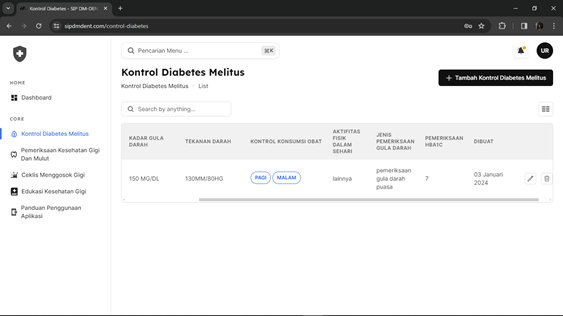 Kontrol Diabetes Melitus - SIP DM-DEN
sipdmdent.com/control-diabetes
Pencarian Menu ...
⌘K
UR
HOME
Dashboard
CORE
Kontrol Diabetes Melitus
Pemeriksaan Kesehatan Gigi
Dan Mulut
Ceklis Menggosok Gigi
Edukasi Kesehatan Gigi
Panduan Penggunaan
Aplikasi
Kontrol Diabetes Melitus
Kontrol Diabetes Melitus
List
+ Tambah Kontrol Diabetes Melitus
Search by anything...
KADAR GULA
DARAH
TEKANAN DARAH
KONTROL KONSUMSI OBAT
AKTIFITAS
FISIK
DALAM
SEHARI
JENIS
PEMERIKSAAN
GULA DARAH
PEMERIKSAAN
HBA1C
DIBUAT
150 MG/DL
130MM/80HG
PAGI
MALAM
lainnya
pemeriksaan
gula darah
puasa
7
03 Januari
2024